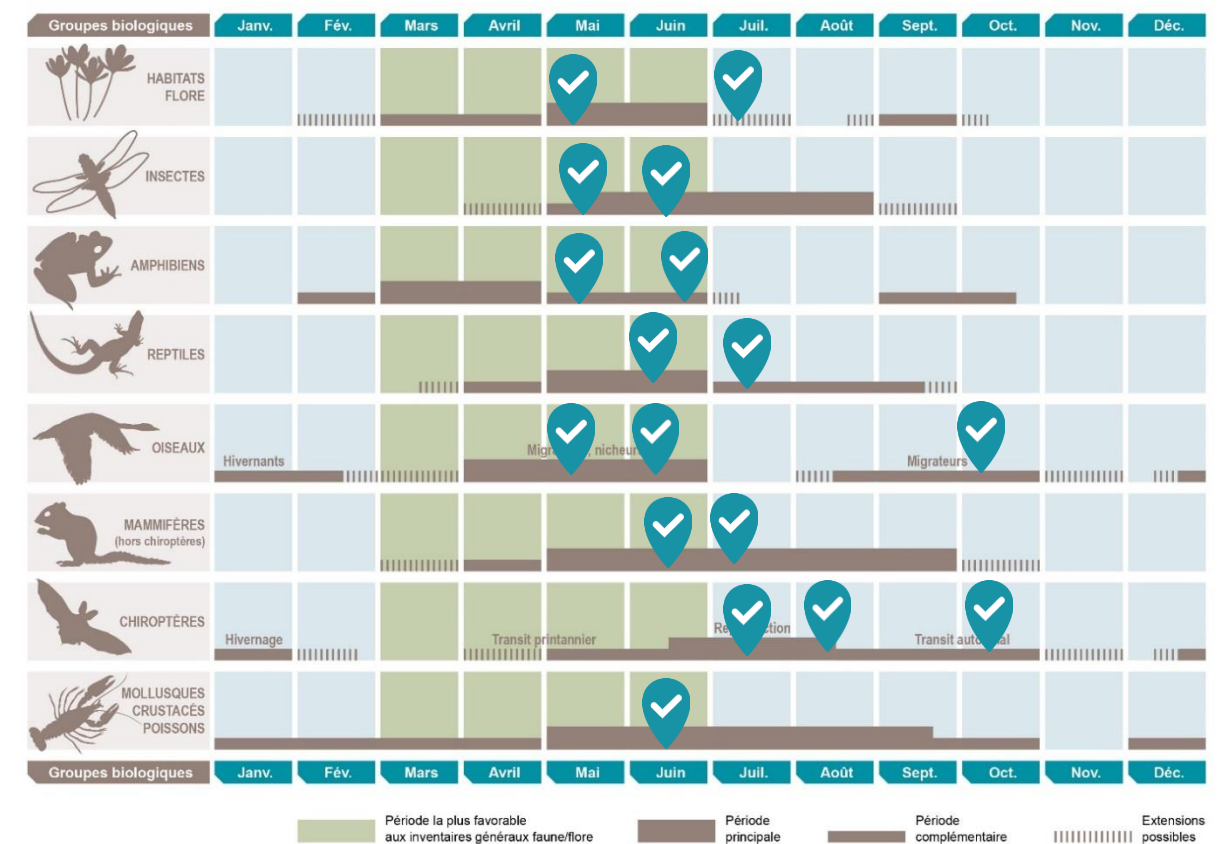 Groupes biologiques Janv. Fév. Mars Avril Mai Juin Juil. Août Sept. Oct. Nov. Déc.
HABITATS
FLORE
INSECTES
AMPHIBIENS
REPTILES
OISEAUX
Hivernants
Migrateurs
MAMMIFÈRES
(hors chiroptères)
CHIROPTÈRES
Hivernage
Transit printannier
Transit
MOLLUSQUES
CRUSTACÉS
POISSONS
Groupes biologiques Janv. Fév. Mars Avril Mai Juin Juil. Août Sept. Oct. Nov. Déc.
Période la plus favorable
aux inventaires généraux faune/flore
Période
principale
Période
complémentaire
Extensions
possibles